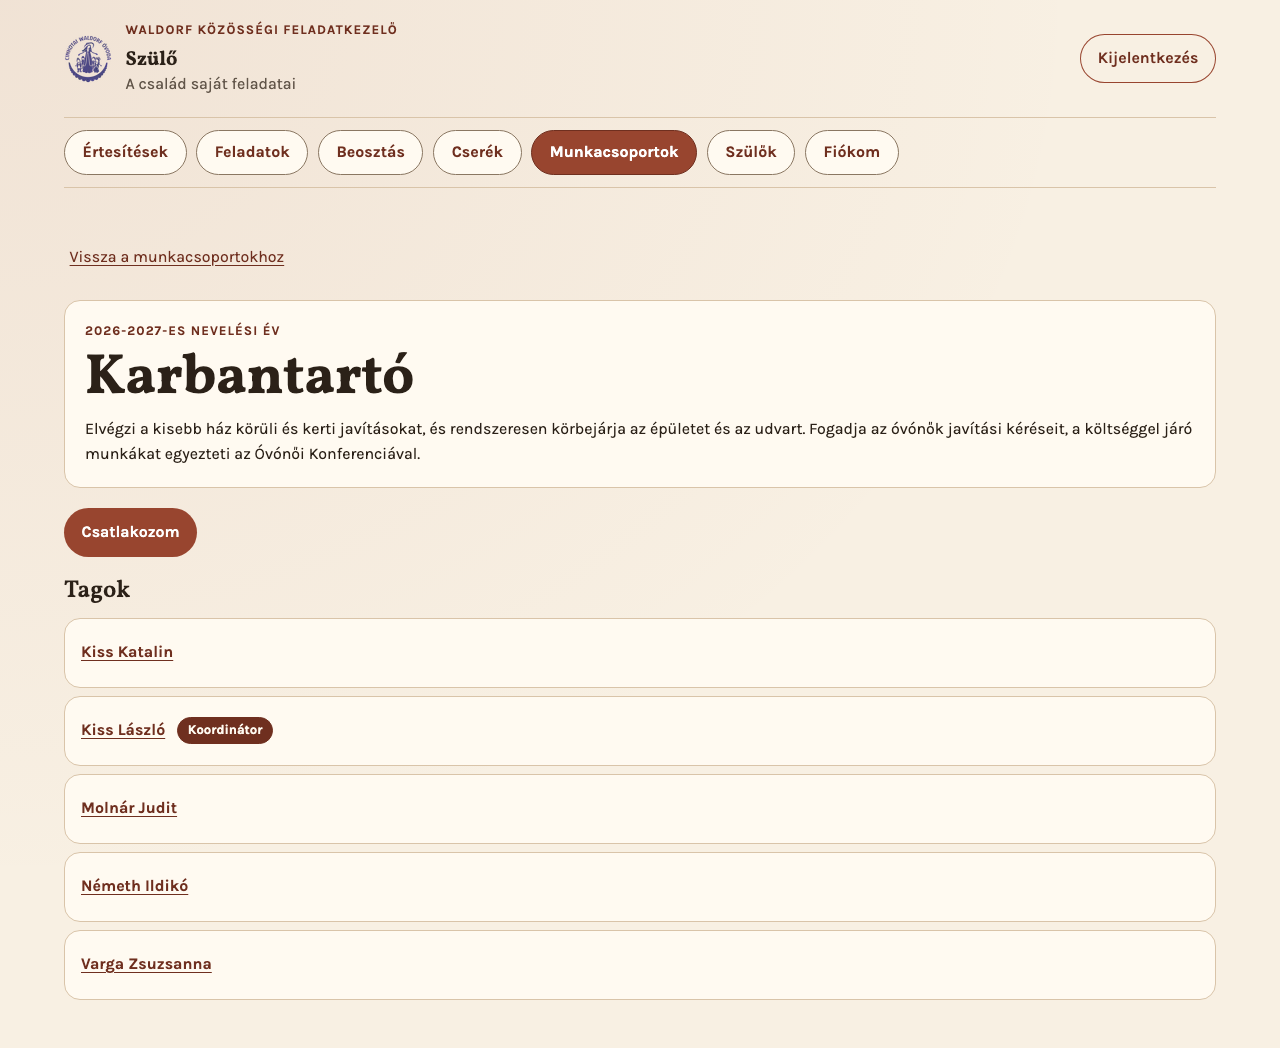 WALDORF KÖZÖSSÉGI FELADATKEZELŐ
Szülő
A család saját feladatai
Kijelentkezés
Értesítések
Feladatok
Beosztás
Cserék
Munkacsoportok
Szülők
Fiókom
Vissza a munkacsoportokhoz
2026-2027-ES NEVELÉSI ÉV
Karbantartó
Elvégzi a kisebb ház körüli és kerti javításokat, és rendszeresen körbejárja az épületet és az udvart. Fogadja az óvónők javítási kéréseit, a költséggel járó
munkákat egyezteti az Óvónői Konferenciával.
Csatlakozom
Tagok
Kiss Katalin
Kiss László
Koordinátor
Molnár Judit
Németh Ildikó
Varga Zsuzsanna